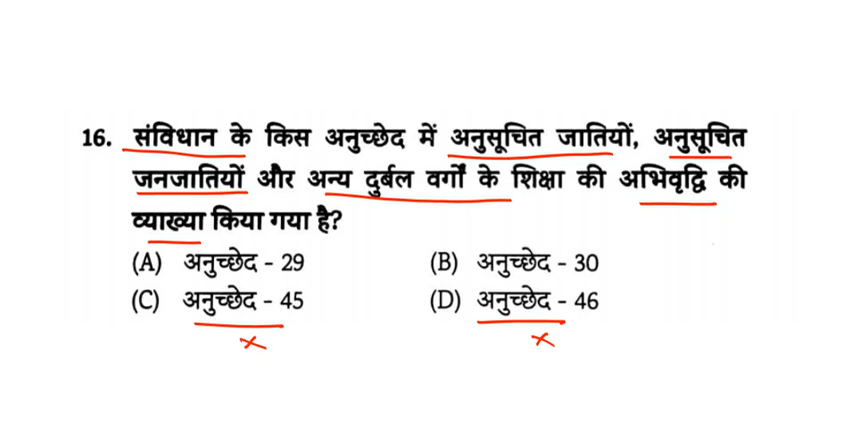 16. संविधान के किस अनुच्छेद में अनुसूचित जातियों, अनुसूचित
जनजातियों और अन्य दुर्बल वर्गों के शिक्षा की अभिवृद्धि की
व्याख्या किया गया है?
(A) अनुच्छेद - 29 (B) अनुच्छेद - 30
(C) अनुच्छेद - 45 (D) अनुच्छेद - 46